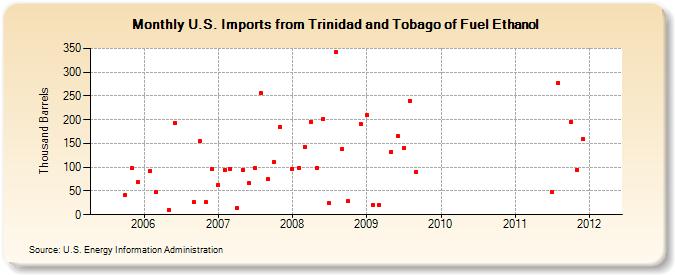 Monthly U.S. Imports from Trinidad and Tobago of Fuel Ethanol
Thousand Barrels
350
300
250
200
150
100
50
0
2006 2007 2008 2009 2010 2011 2012
Source: U.S. Energy Information Administration